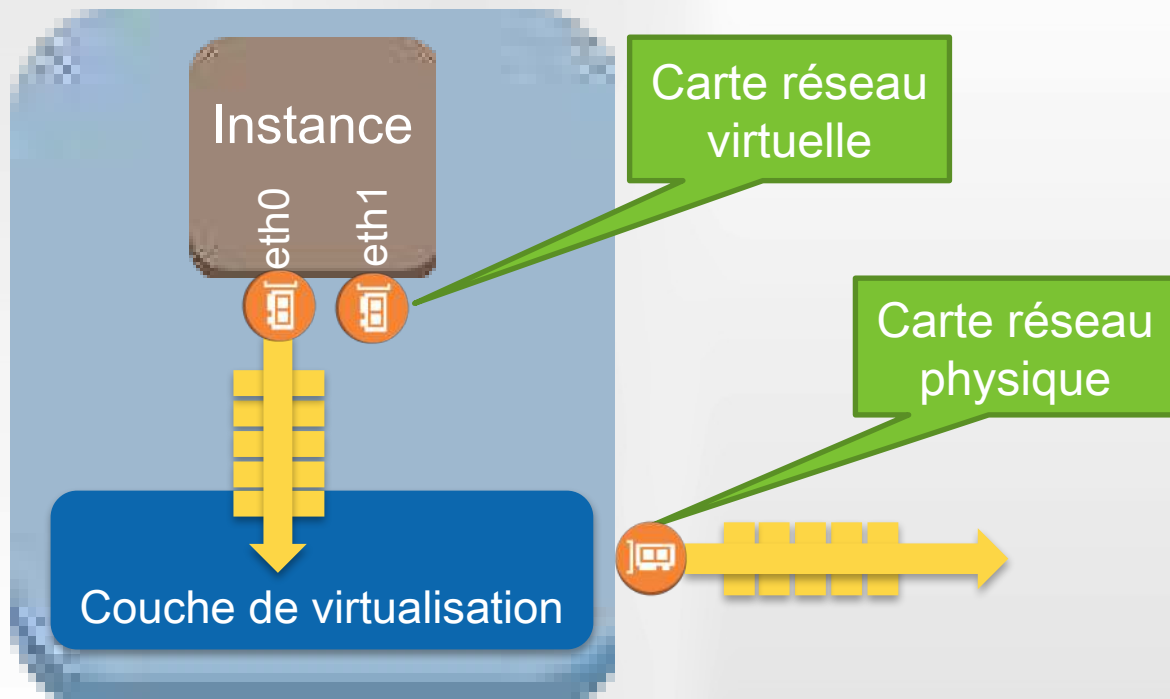 Instance
eth0
eth1
Carte réseau
virtuelle
Carte réseau
physique
Couche de virtualisation